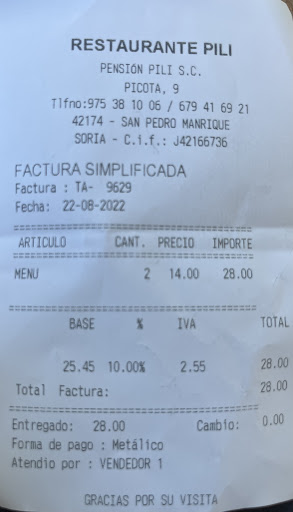 RESTAURANTE PILI
PENSIÓN PILI S.C.
PICOTA, 9
Tlfno:975 38 10 06 / 679 41 69 21
42174 - SAN PEDRO MANRIQUE
SORIA - C.i.f.: J42166736
FACTURA SIMPLIFICADA
Factura : TA- 9629
Fecha: 22-08-2022
ARTICULO CANT. PRECIO IMPORTE
MENU 2 14.00 28.00
BASE % IVA TOTAL
25.45 10.00% 2.55 28.00
Total Factura: 28.00
Entregado: 28.00 Cambio: 0.00
Forma de pago : Metálico
Atendio por : VENDEDOR 1
GRACIAS POR SU VISITA